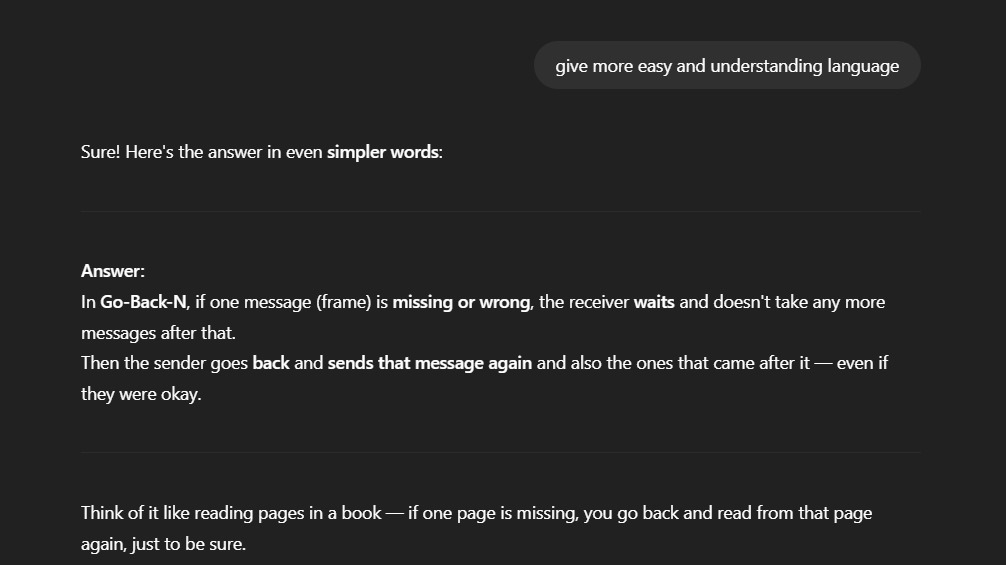 give more easy and understanding language
Sure! Here's the answer in even simpler words:
Answer:
In Go-Back-N, if one message (frame) is missing or wrong, the receiver waits and doesn't take any more
messages after that.
Then the sender goes back and sends that message again and also the ones that came after it — even if
they were okay.
Think of it like reading pages in a book — if one page is missing, you go back and read from that page
again, just to be sure.